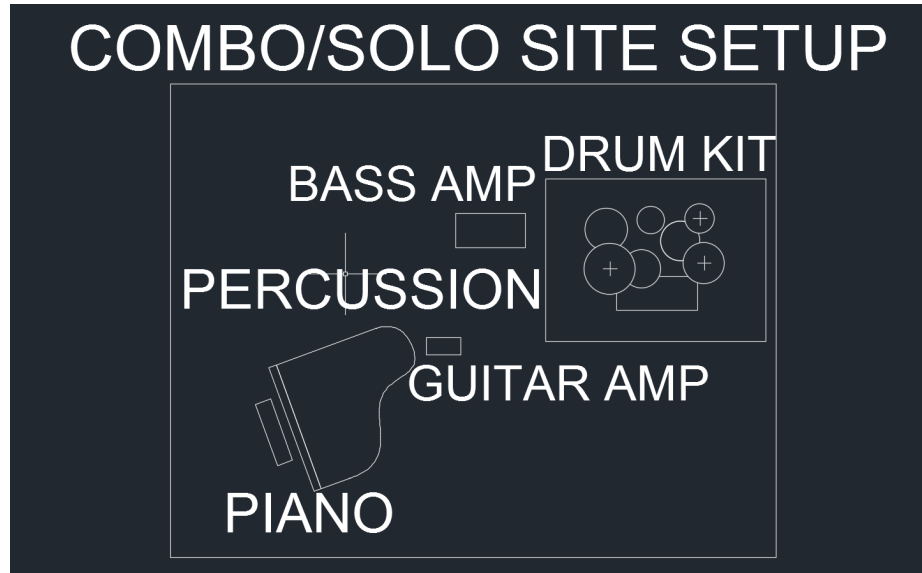 COMBO/SOLO SITE SETUP
DRUM KIT
BASS AMP
PERCUSSION
GUITAR AMP
PIANO